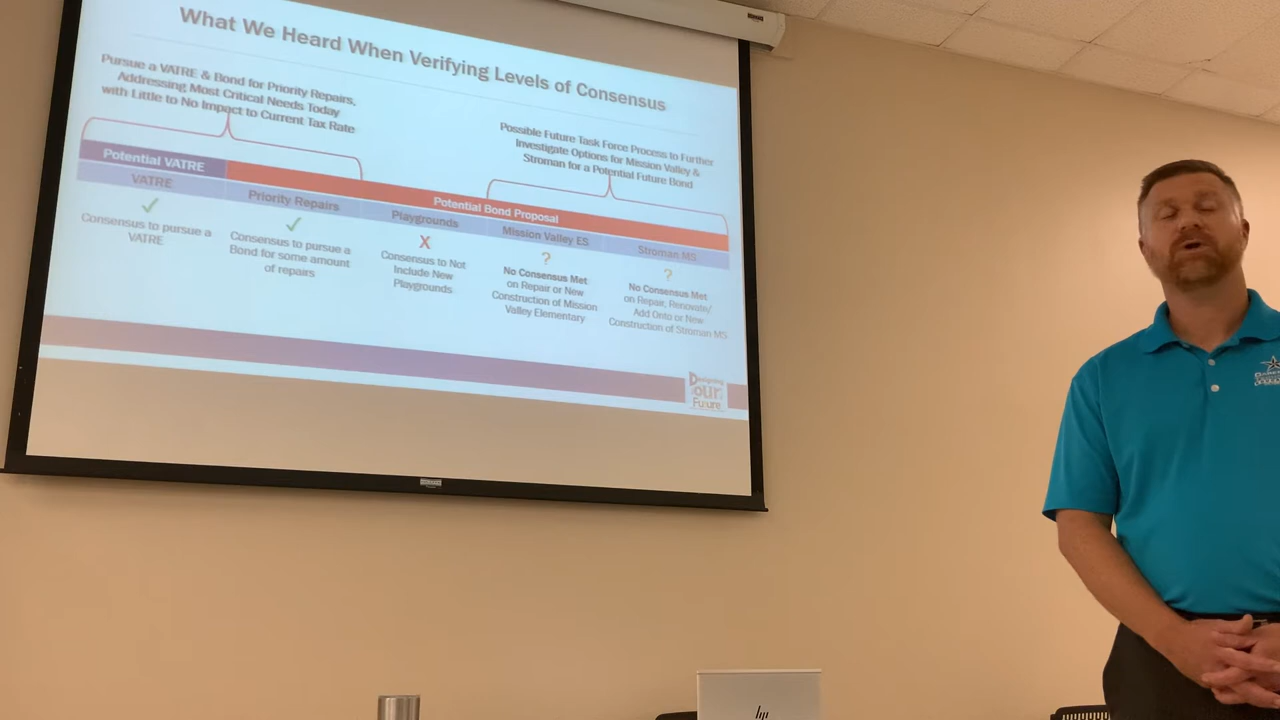 What We Heard When Verifying Levels of Consensus
Pursue a VATRE & Bond for Priority Repairs,
Addressing Most Critical Needs Today
with Little to No Impact to Current Tax Rate
Possible Future Task Force Process to Further
Investigate Options for Mission Valley &
Stroman for a Potential Future Bond
Potential VATRE
Potential Bond Proposal
VATRE
Consensus to pursue a
VATRE
Priority Repairs
Consensus to pursue a
Bond for some amount
of repairs
Playgrounds
X
Consensus to Not
Include New
Playgrounds
Mission Valley ES
?
No Consensus Met
on Repair or New
Construction of Mission
Valley Elementary
Stroman MS
?
No Consensus Met
on Repair, Renovate/
Add Onto or New
Construction of Stroman MS
Designing
our
Future
hp